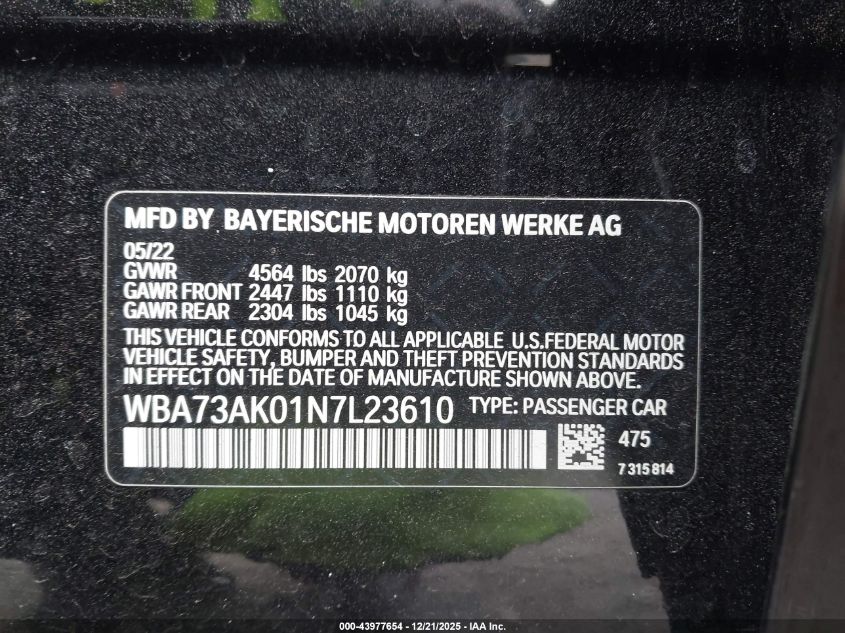 MFD BY BAYERISCHE MOTOREN WERKE AG
05/22
GVWR 4564 lbs 2070 kg
GAWR FRONT 2447 lbs 1110 kg
GAWR REAR 2304 lbs 1045 kg
THIS VEHICLE CONFORMS TO ALL APPLICABLE U.S.FEDERAL MOTOR
VEHICLE SAFETY, BUMPER AND THEFT PREVENTION STANDARDS
IN EFFECT ON THE DATE OF MANUFACTURE SHOWN ABOVE.
WBA73AK01N7L23610 TYPE: PASSENGER CAR
475
7 315 814
000-43977654 - 12/21/2025 - IAA Inc.